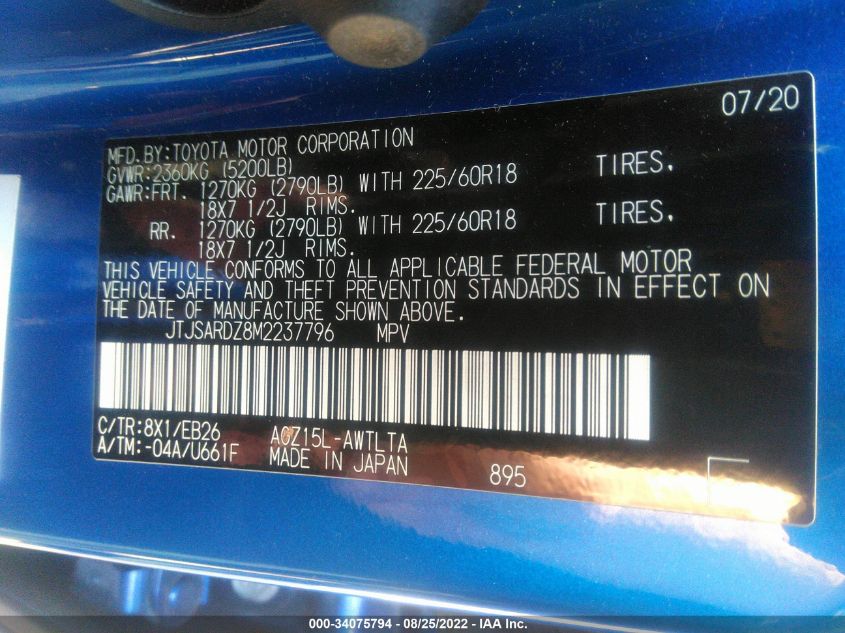 07/20
MFD.BY:TOYOTA MOTOR CORPORATION
GVWR:2360KG (5200LB)
GAWR:FRT. 1270KG (2790LB) WITH 225/60R18 TIRES.
18X7 1/2J RIMS.
RR. 1270KG (2790LB) WITH 225/60R18 TIRES.
18X7 1/2J RIMS.
THIS VEHICLE CONFORMS TO ALL APPLICABLE FEDERAL MOTOR
VEHICLE SAFETY AND THEFT PREVENTION STANDARDS IN EFFECT ON
THE DATE OF MANUFACTURE SHOWN ABOVE.
JTJSARDZ8M2237796 MPV
C/TR:8X1/EB26 AGZ15L-AWTLTA
A/TM:-04A/U661F MADE IN JAPAN 895
000-34075794 - 08/25/2022 - IAA Inc.